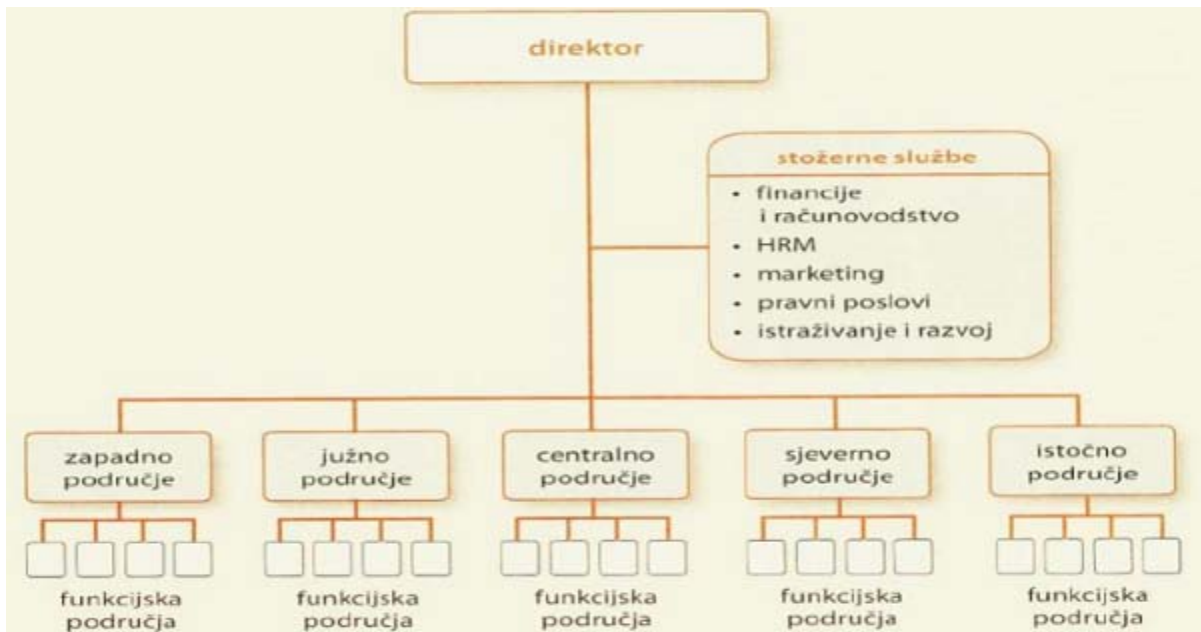 direktor
stožerne službe
• financije
i računovodstvo
• HRM
• marketing
• pravni poslovi
• istraživanje i razvoj
zapadno
područje
južno
područje
centralno
područje
sjeverno
područje
istočno
područje
funkcijska
područja
funkcijska
područja
funkcijska
područja
funkcijska
područja
funkcijska
područja